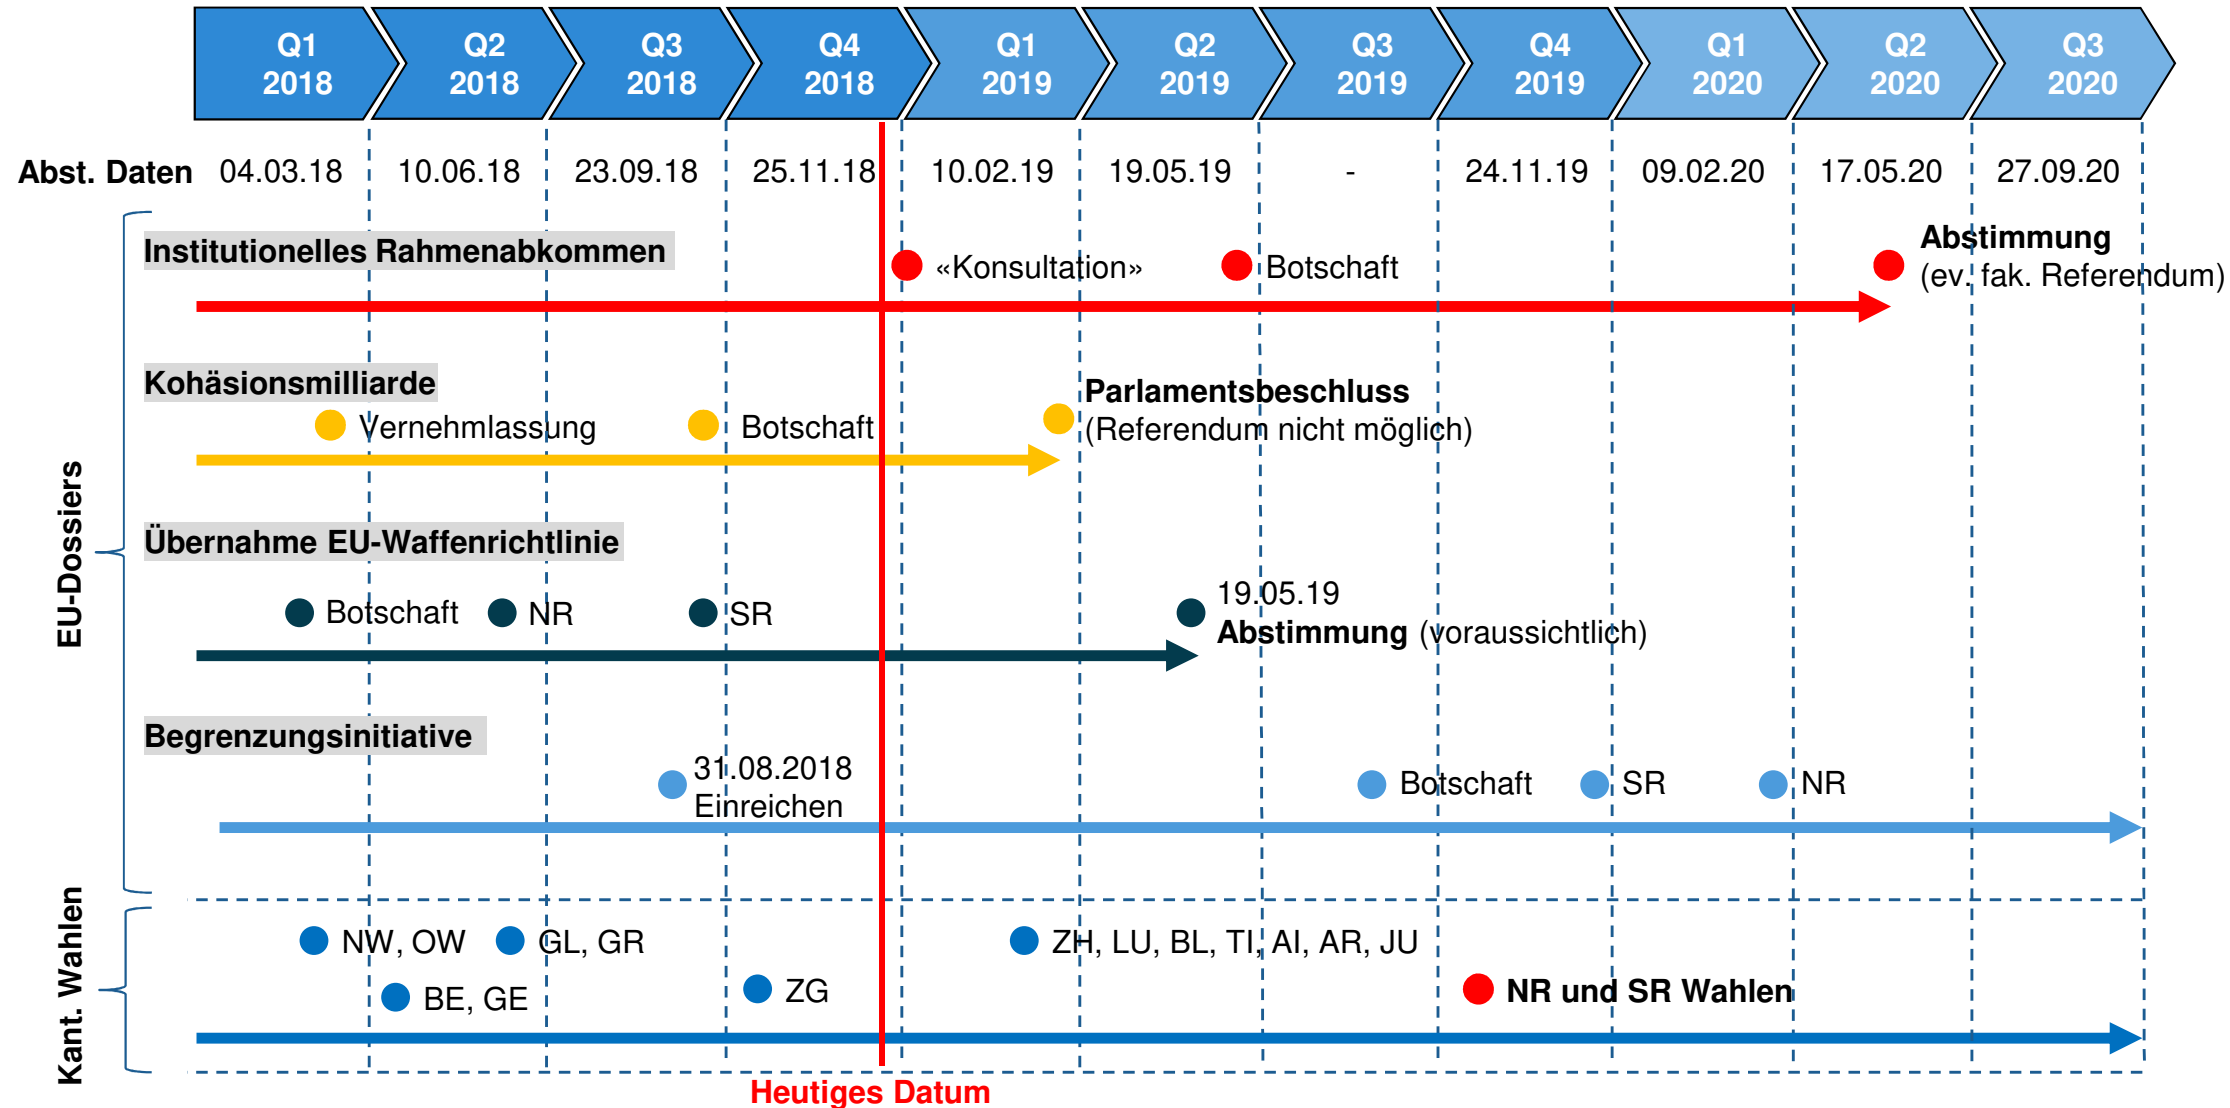 Q1 Q2 Q3 Q4 Q1 Q2 Q3 Q4 Q1 Q2 Q3
2018 2018 2018 2018 2019 2019 2019 2019 2020 2020 2020
Abst. Daten 04.03.18 10.06.18 23.09.18 25.11.18 10.02.19 19.05.19 - 24.11.19 09.02.20 17.05.20 27.09.20
EU-Dossiers
Institutionelles Rahmenabkommen
«Konsultation» Botschaft
Abstimmung
(ev. fak. Referendum)
Kohäsionsmilliarde
Vernehmlassung Botschaft
Parlamentsbeschluss
(Referendum nicht möglich)
Übernahme EU-Waffenrichtlinie
Botschaft NR SR
19.05.19
Abstimmung (voraussichtlich)
Begrenzungsinitiative
31.08.2018
Einreichen
Botschaft SR NR
Kant. Wahlen
NW, OW GL, GR ZH, LU, BL, TI, AI, AR, JU
BE, GE ZG NR und SR Wahlen
Heutiges Datum